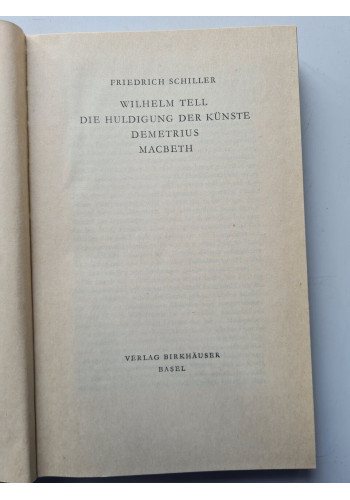 FRIEDRICH SCHILLER
WILHELM TELL
DIE HULDIGUNG DER KÜNSTE
DEMETRIUS
MACBETH
VERLAG BIRKHÄUSER
BASEL